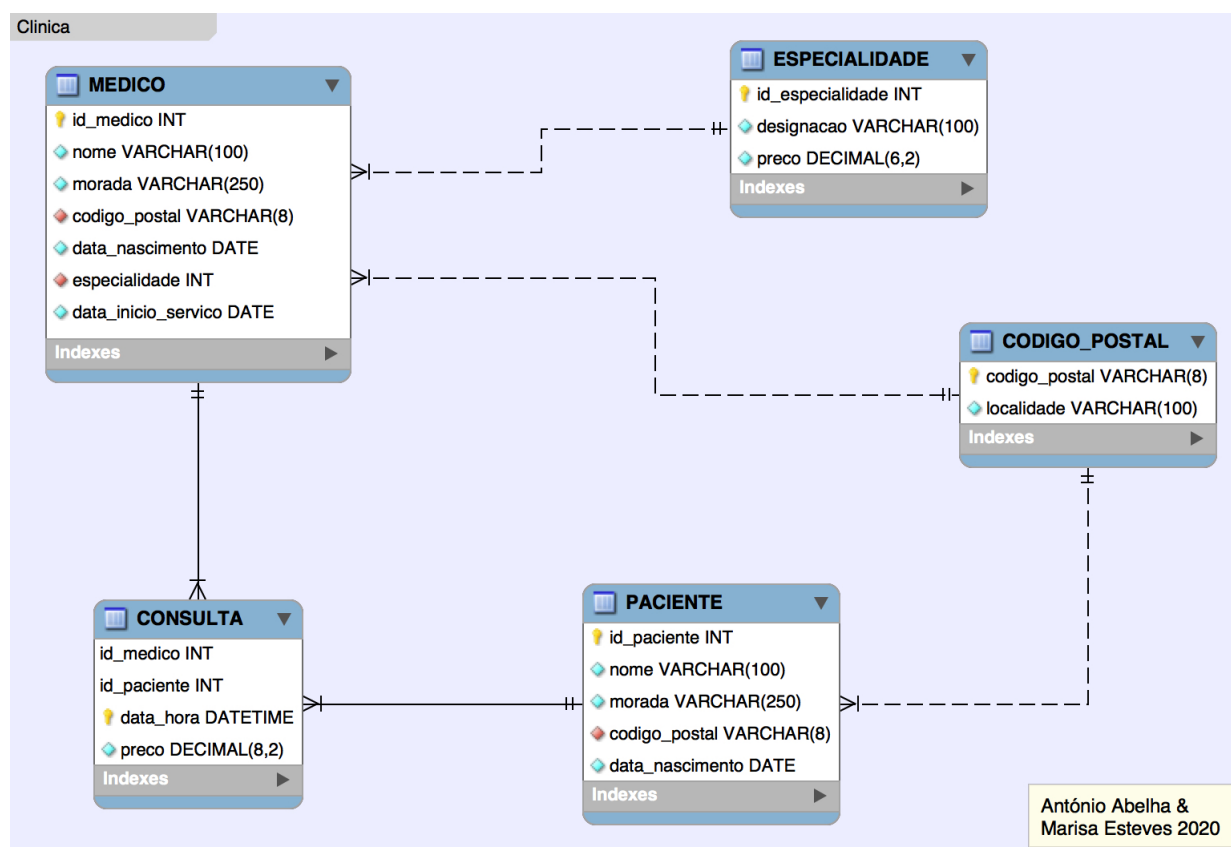 Clinica
MEDICO
id_medico INT
nome VARCHAR(100)
morada VARCHAR(250)
codigo_postal VARCHAR(8)
data_nascimento DATE
especialidade INT
data_inicio_servico DATE
Indexes
ESPECIALIDADE
id_especialidade INT
designacao VARCHAR(100)
preco DECIMAL(6,2)
Indexes
CODIGO_POSTAL
codigo_postal VARCHAR(8)
localidade VARCHAR(100)
Indexes
CONSULTA
id_medico INT
id_paciente INT
data_hora DATETIME
preco DECIMAL(8,2)
Indexes
PACIENTE
id_paciente INT
nome VARCHAR(100)
morada VARCHAR(250)
codigo_postal VARCHAR(8)
data_nascimento DATE
Indexes
António Abelha &
Marisa Esteves 2020